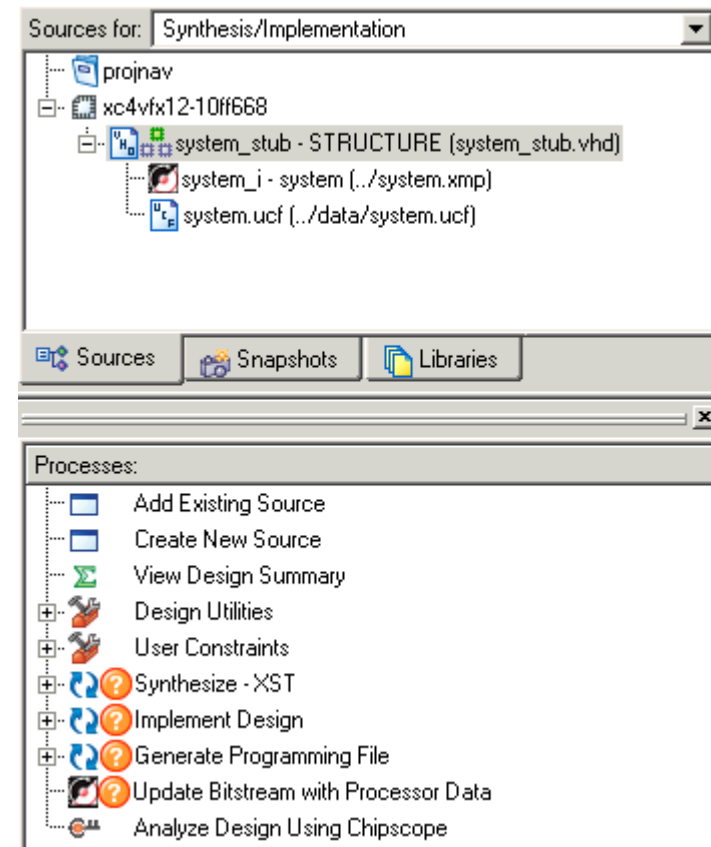 Sources for: Synthesis/Implementation
projnav
xc4vfx12-10ff668
system_stub - STRUCTURE (system_stub.vhd)
system_i - system (../system.xmp)
system.ucf (../data/system.ucf)
Sources Snapshots Libraries
Processes:
Add Existing Source
Create New Source
View Design Summary
Design Utilities
User Constraints
Synthesize - XST
Implement Design
Generate Programming File
Update Bitstream with Processor Data
Analyze Design Using Chipscope